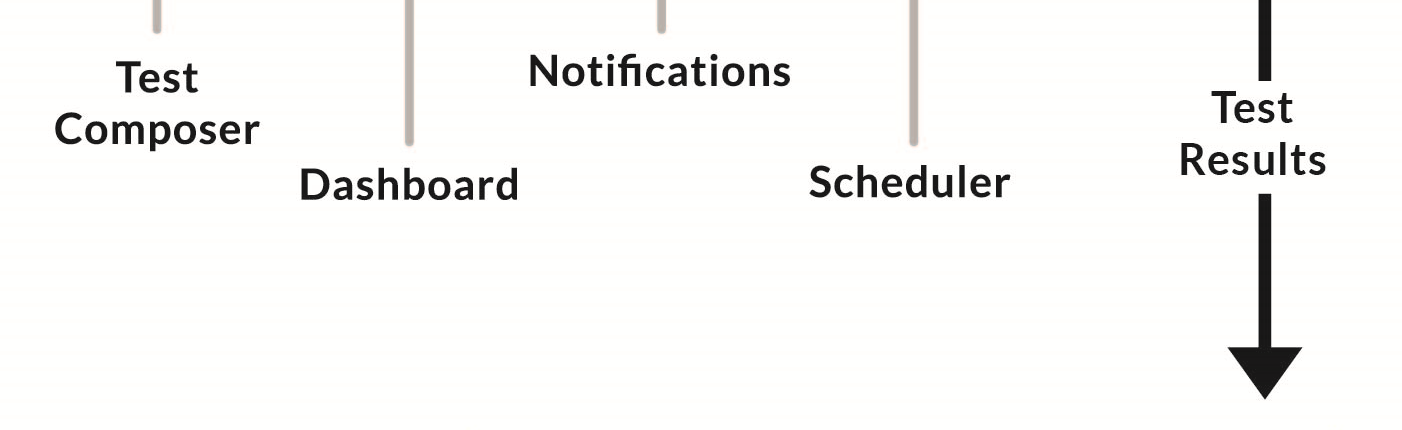 Test
Composer
Dashboard
Notifications
Scheduler
Test
Results